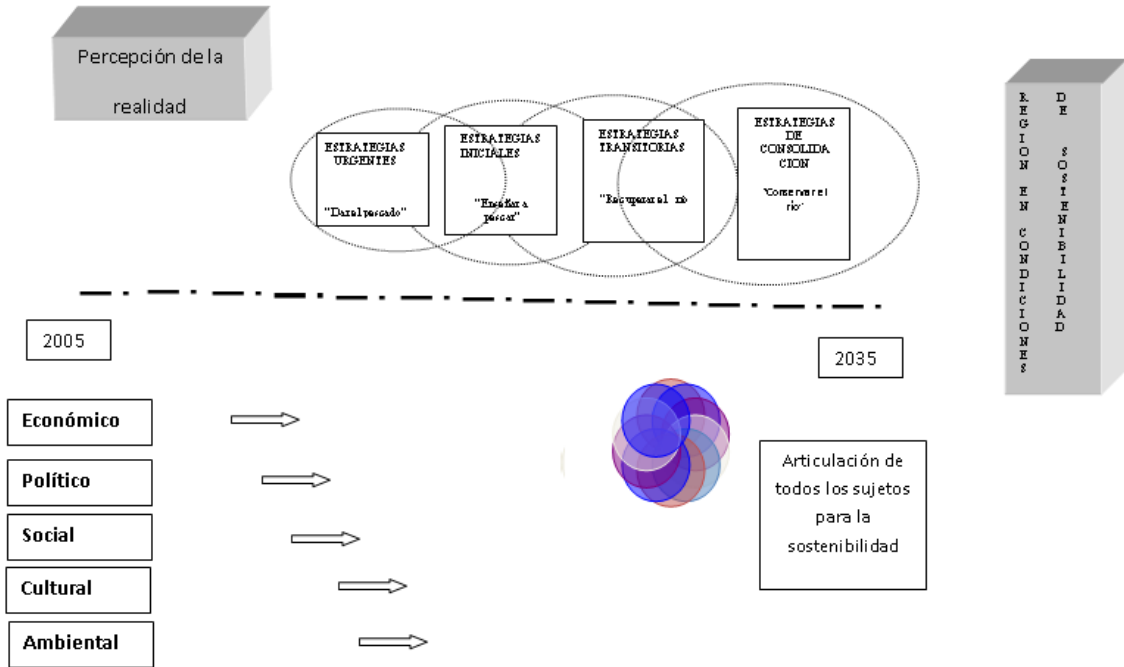 Percepción de la
realidad
ESTRATEGIAS
URGENTES
"Dar al pescado"
ESTRATEGIAS
INICIALES
"Enseñar a
pescar"
ESTRATEGIAS
TRANSITORIAS
"Recuperar el río
ESTRATEGIAS
DE
CONSOLIDA
CION
"Conservar el
río"
REGION EN CONDICIONES
DE SOSTENIBILIDAD
2005
2035
Económico
Político
Social
Cultural
Ambiental
Articulación de
todos los sujetos
para la
sostenibilidad